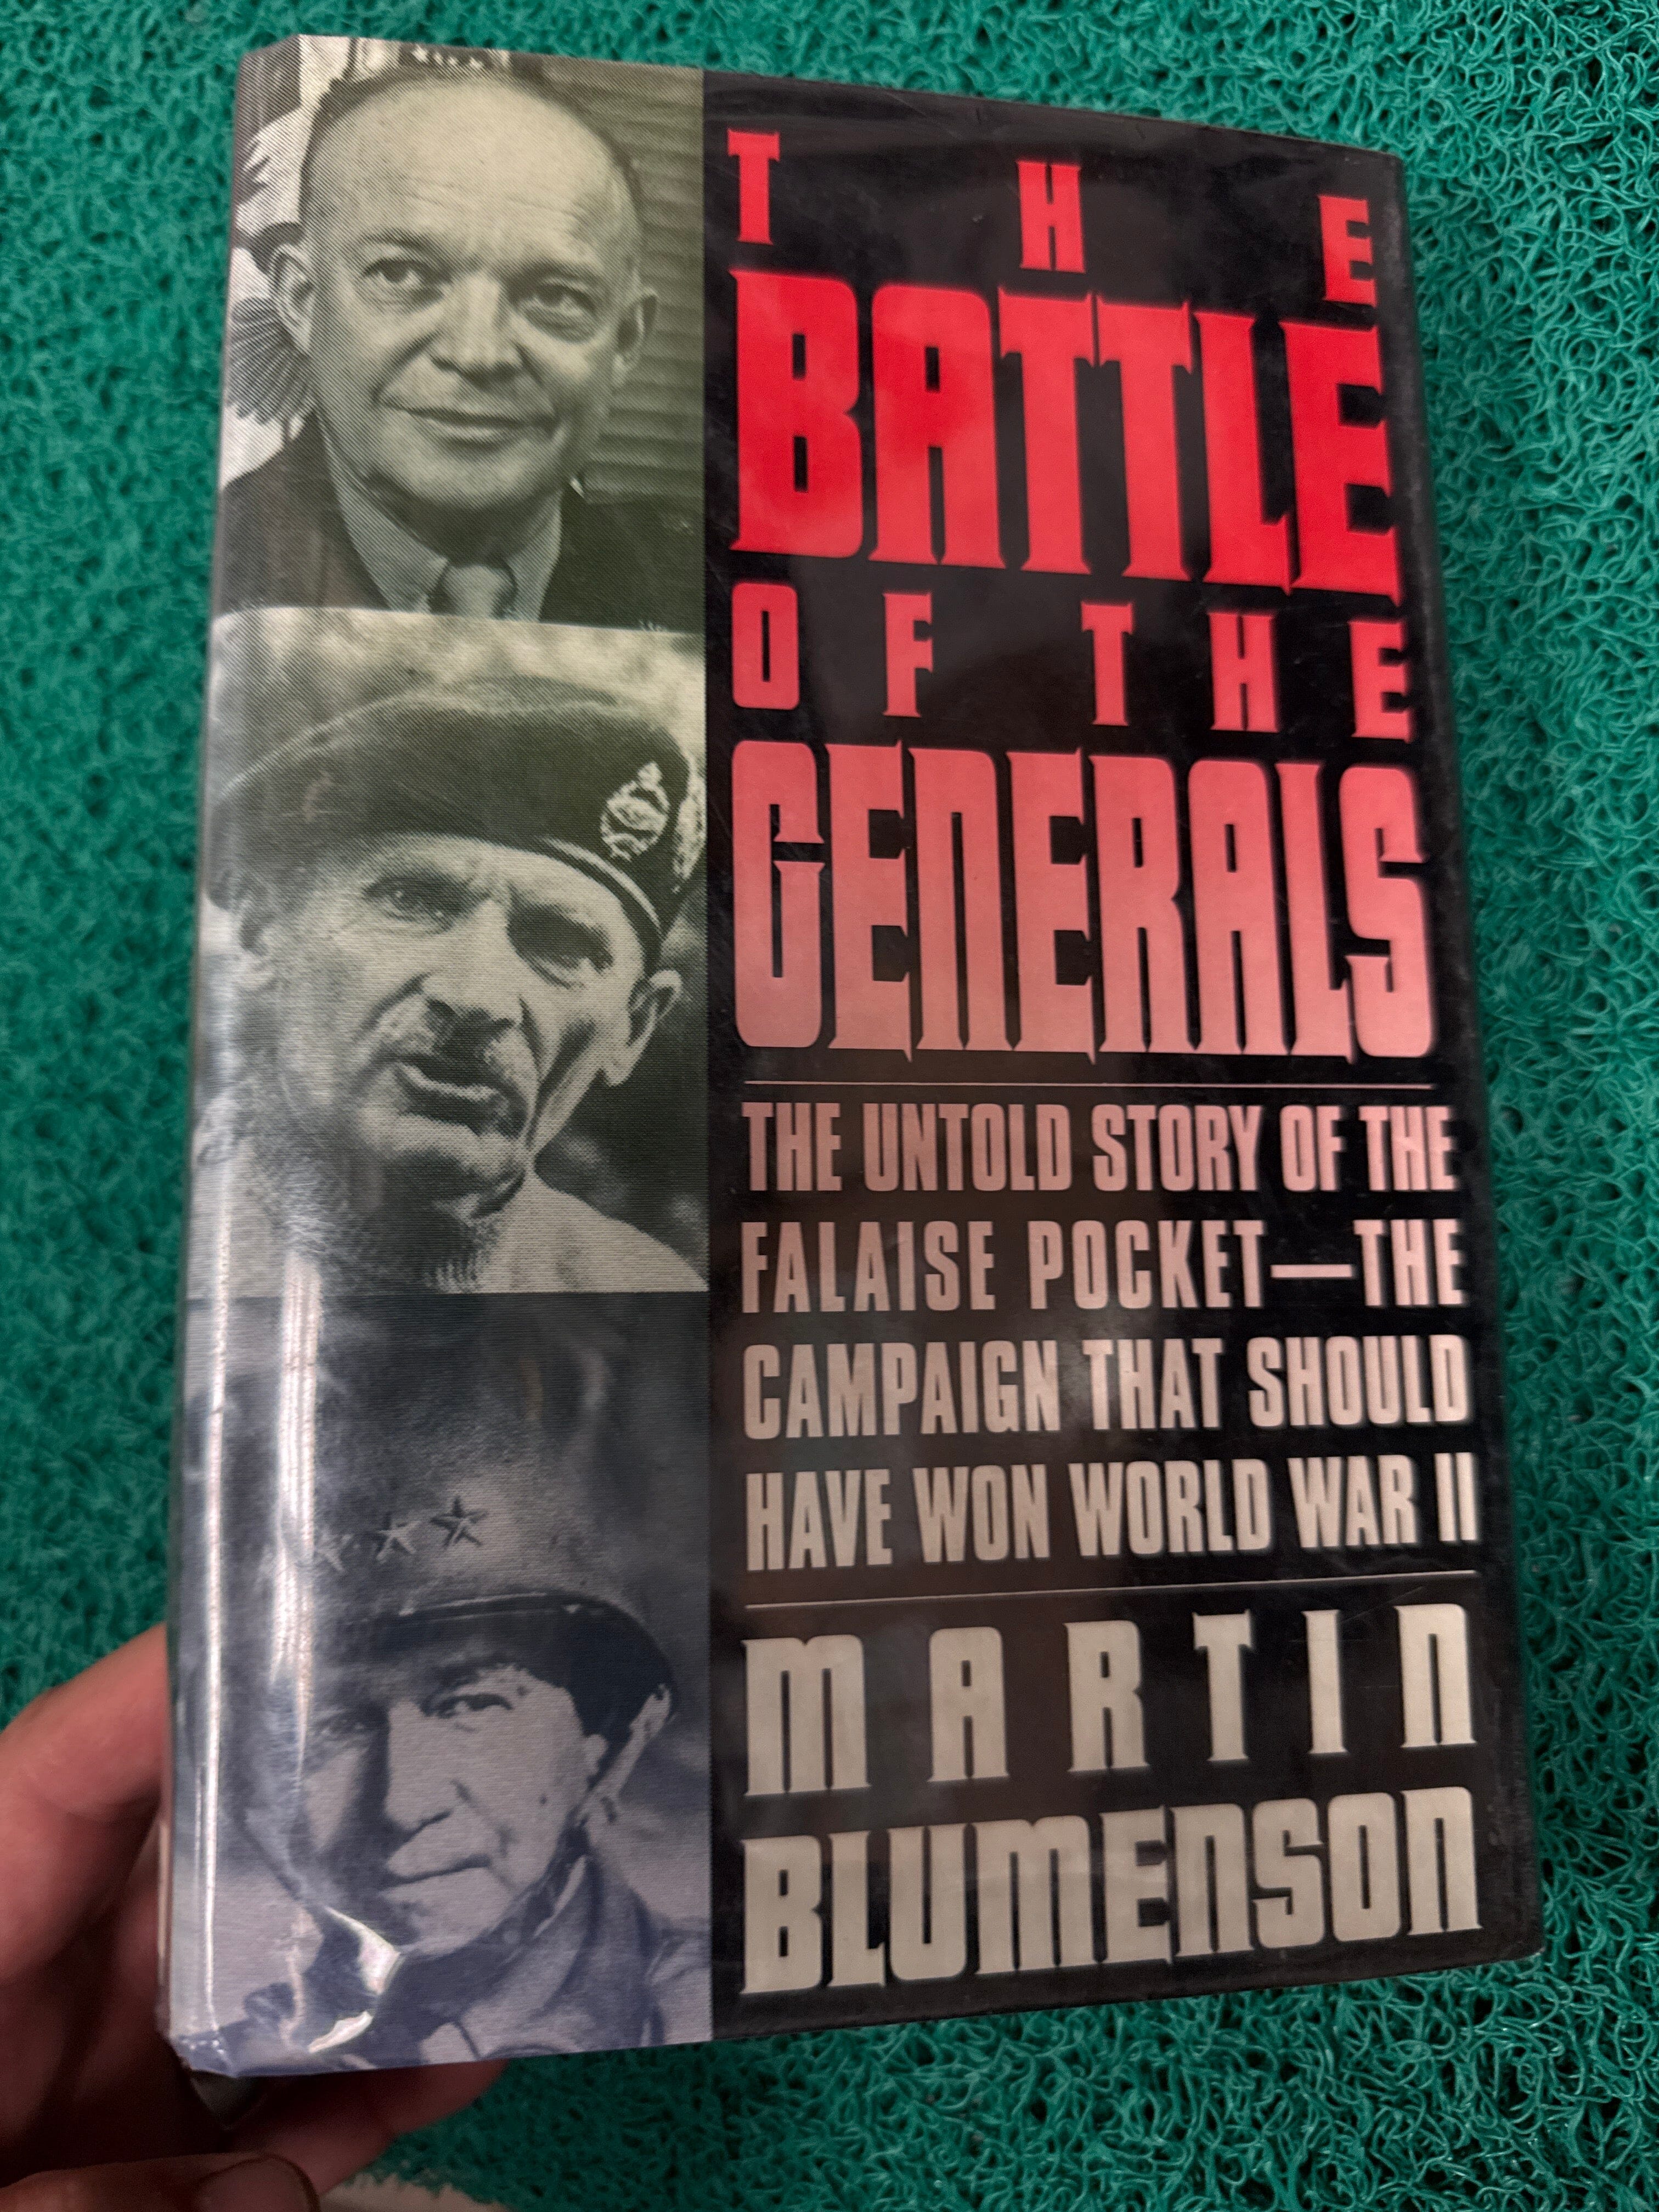 THE
BATTLE
OF THE
GENERALS
THE UNTOLD STORY OF THE
FALAISE POCKET—THE
CAMPAIGN THAT SHOULD
HAVE WON WORLD WAR II
MARTIN
BLUMENSON